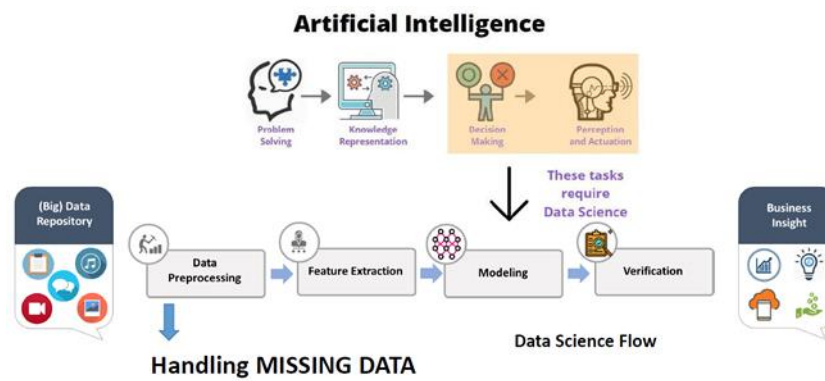 Artificial Intelligence
Problem
Solving
Knowledge
Representation
Decision
Making
Perception
and Actuation
These tasks
require
Data Science
(Big) Data
Repository
Data
Preprocessing
Feature Extraction
Modeling
Verification
Business
Insight
Handling MISSING DATA
Data Science Flow